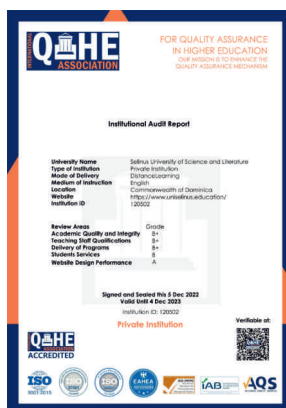 INTERNATIONAL
QAHE
ASSOCIATION
FOR QUALITY ASSURANCE
IN HIGHER EDUCATION
OUR MISSION IS TO ENHANCE THE
QUALITY ASSURANCE MECHANISM
Institutional Audit Report
University Name Selinus University of Science and Literature
Type of Institution Private Institution
Mode of Delivery DistanceLearning
Medium of Instruction English
Location Commonwealth of Dominica
Website https://www.uniselinus.education/
Institution ID 120502
Review Areas Grade
Academic Quality and Integrity B+
Teaching Staff Qualifications B+
Delivery of Programs B+
Students Services B
Website Design Performance A
Signed and Sealed this 5 Dec 2022
Valid Until 4 Dec 2023
Institution ID: 120502
Private Institution
Verifiable at:
QAHE
ACCREDITED
ISO
9001:2015
EAHEA
IAB
AQS